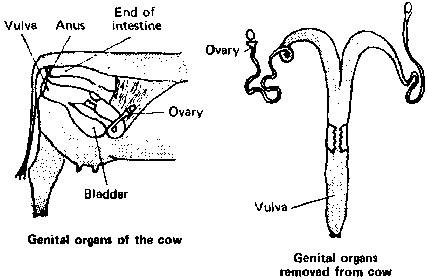 Vulva
Anus
End of
intestine
Ovary
Bladder
Genital organs of the cow
Ovary
Vulva
Genital organs
removed from cow